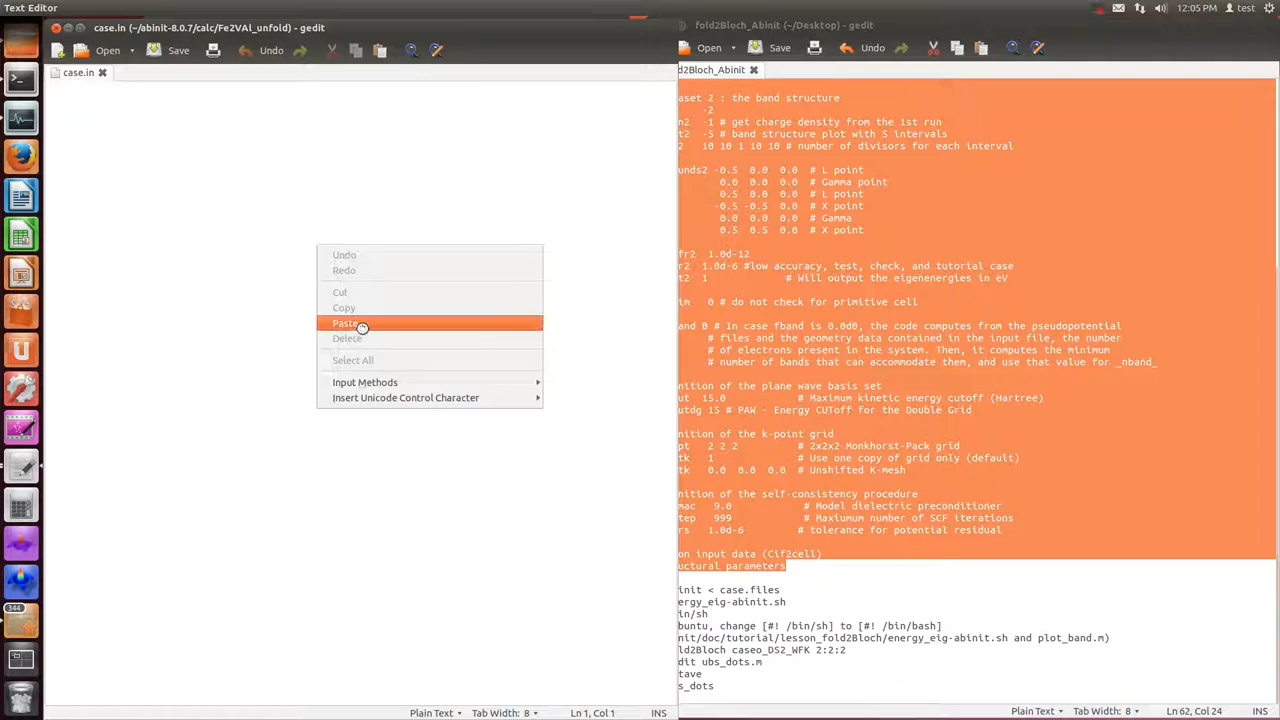 Text Editor
12:05 PM
test
case.in (~/abinit-8.0.7/calc/Fe2VAl_unfold) - gedit
Open
Save
Undo
case.in
Undo
Redo
Cut
Copy
Paste
Delete
Select All
Input Methods
Insert Unicode Control Character
Plain Text
Tab Width: 8
Ln 1, Col 1
INS
fold2Bloch_Abinit (~/Desktop) - gedit
Open
Save
Undo
d2Bloch_Abinit
aset 2 : the band structure
-2
n2 -1 # get charge density from the 1st run
t2 -5 # band structure plot with 5 intervals
2 10 10 1 10 10 # number of divisors for each interval
unds2 -0.5 0.0 0.0 # L point
0.0 0.0 0.0 # Gamma point
0.5 0.0 0.0 # L point
-0.5 -0.5 0.0 # X point
0.0 0.0 0.0 # Gamma
0.5 0.5 0.0 # X point
fr2 1.0d-12
r2 1.0d-6 #low accuracy, test, check, and tutorial case
t2 1 # Will output the eigenenergies in eV
im 0 # do not check for primitive cell
and 0 # In case fband is 0.0d0, the code computes from the pseudopotential
# files and the geometry data contained in the input file, the number
# of electrons present in the system. Then, it computes the minimum
# number of bands that can accommodate them, and use that value for _nband_
nition of the plane wave basis set
ut 15.0 # Maximum kinetic energy cutoff (Hartree)
utdg 15 # PAW - Energy CUToff for the Double Grid
nition of the k-point grid
pt 2 2 2 # 2x2x2 Monkhorst-Pack grid
tk 1 # Use one copy of grid only (default)
tk 0.0 0.0 0.0 # Unshifted K-mesh
nition of the self-consistency procedure
mac 9.0 # Model dielectric preconditioner
tep 999 # Maxiumum number of SCF iterations
rs 1.0d-6 # tolerance for potential residual
on input data (Cif2cell)
uctural parameters
init < case.files
ergy_eig-abinit.sh
in/sh
buntu, change [#! /bin/sh] to [#! /bin/bash]
nit/doc/tutorial/lesson_fold2Bloch/energy_eig-abinit.sh and plot_band.m)
ld2Bloch caseo_DS2_WFK 2:2:2
dit ubs_dots.m
tave
s_dots
Plain Text
Tab Width: 8
Ln 62, Col 24
INS
344